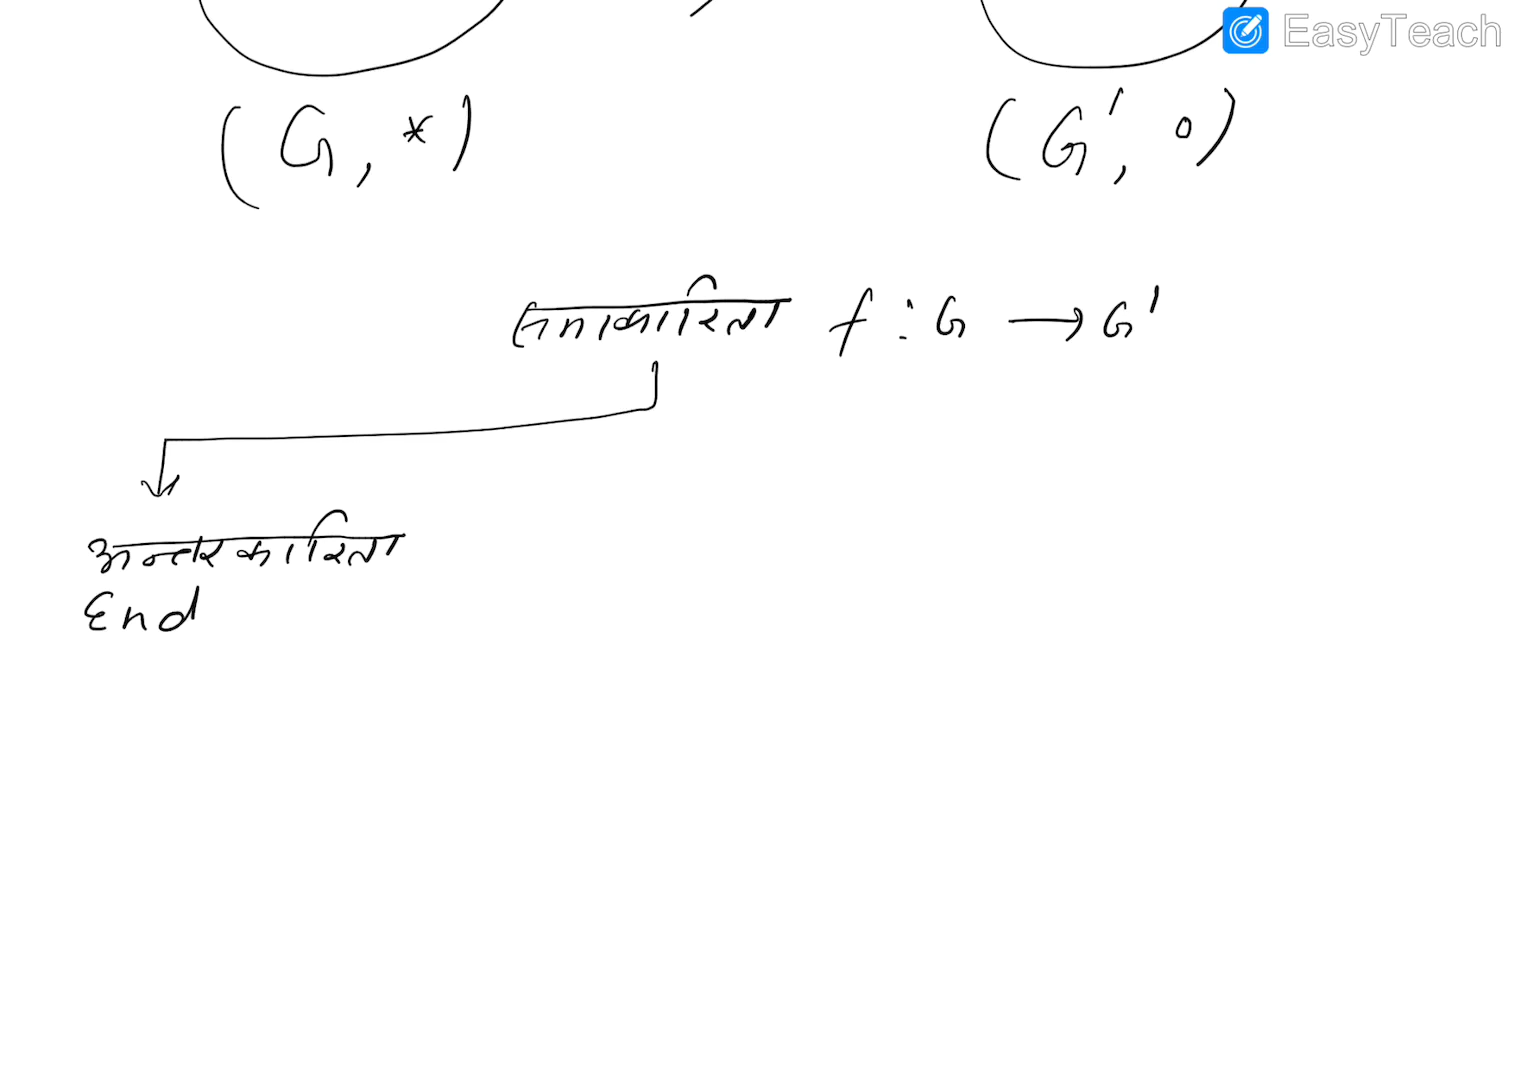 EasyTeach
(G, *) (G', o)
समाकारिता f : G → G'
अन्तरकारिता
End